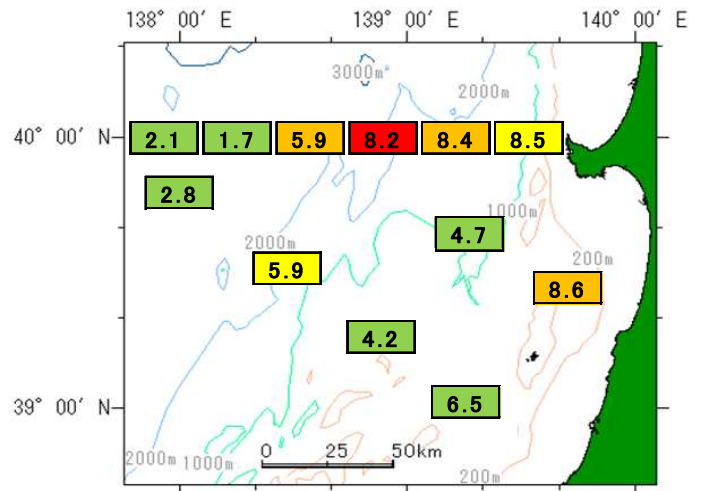 138° 00′ E 139° 00′ E 140° 00′ E
3000m
2000m
40° 00′ N
2.1 1.7 5.9 8.2 8.4 8.5
2.8
1000m
4.7
2000m
200m
5.9
8.6
4.2
39° 00′ N
6.5
0 25 50km
2000m 1000m
200m